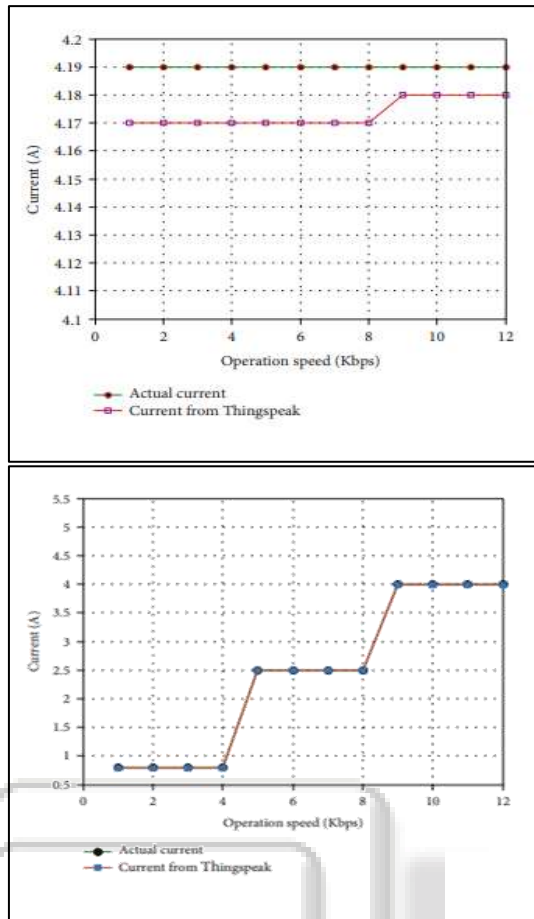 4.2
4.19
4.18
4.17
4.16
4.15
4.14
4.13
4.12
4.11
4.1
Current (A)
0 2 4 6 8 10 12
Operation speed (Kbps)
Actual current
Current from Thingspeak
5.5
5
4.5
4
3.5
3
2.5
2
1.5
1
0.5
Current (A)
0 2 4 6 8 10 12
Operation speed (Kbps)
Actual current
Current from Thingspeak